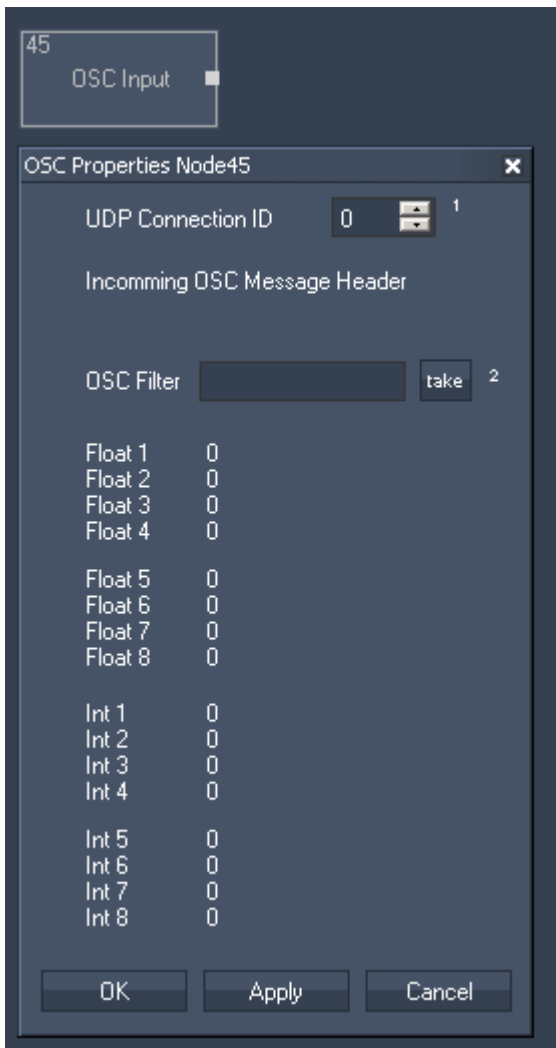 45
OSC Input
OSC Properties Node45
UDP Connection ID 0 1
Incomming OSC Message Header
OSC Filter take 2
Float 1 0
Float 2 0
Float 3 0
Float 4 0
Float 5 0
Float 6 0
Float 7 0
Float 8 0
Int 1 0
Int 2 0
Int 3 0
Int 4 0
Int 5 0
Int 6 0
Int 7 0
Int 8 0
OK Apply Cancel